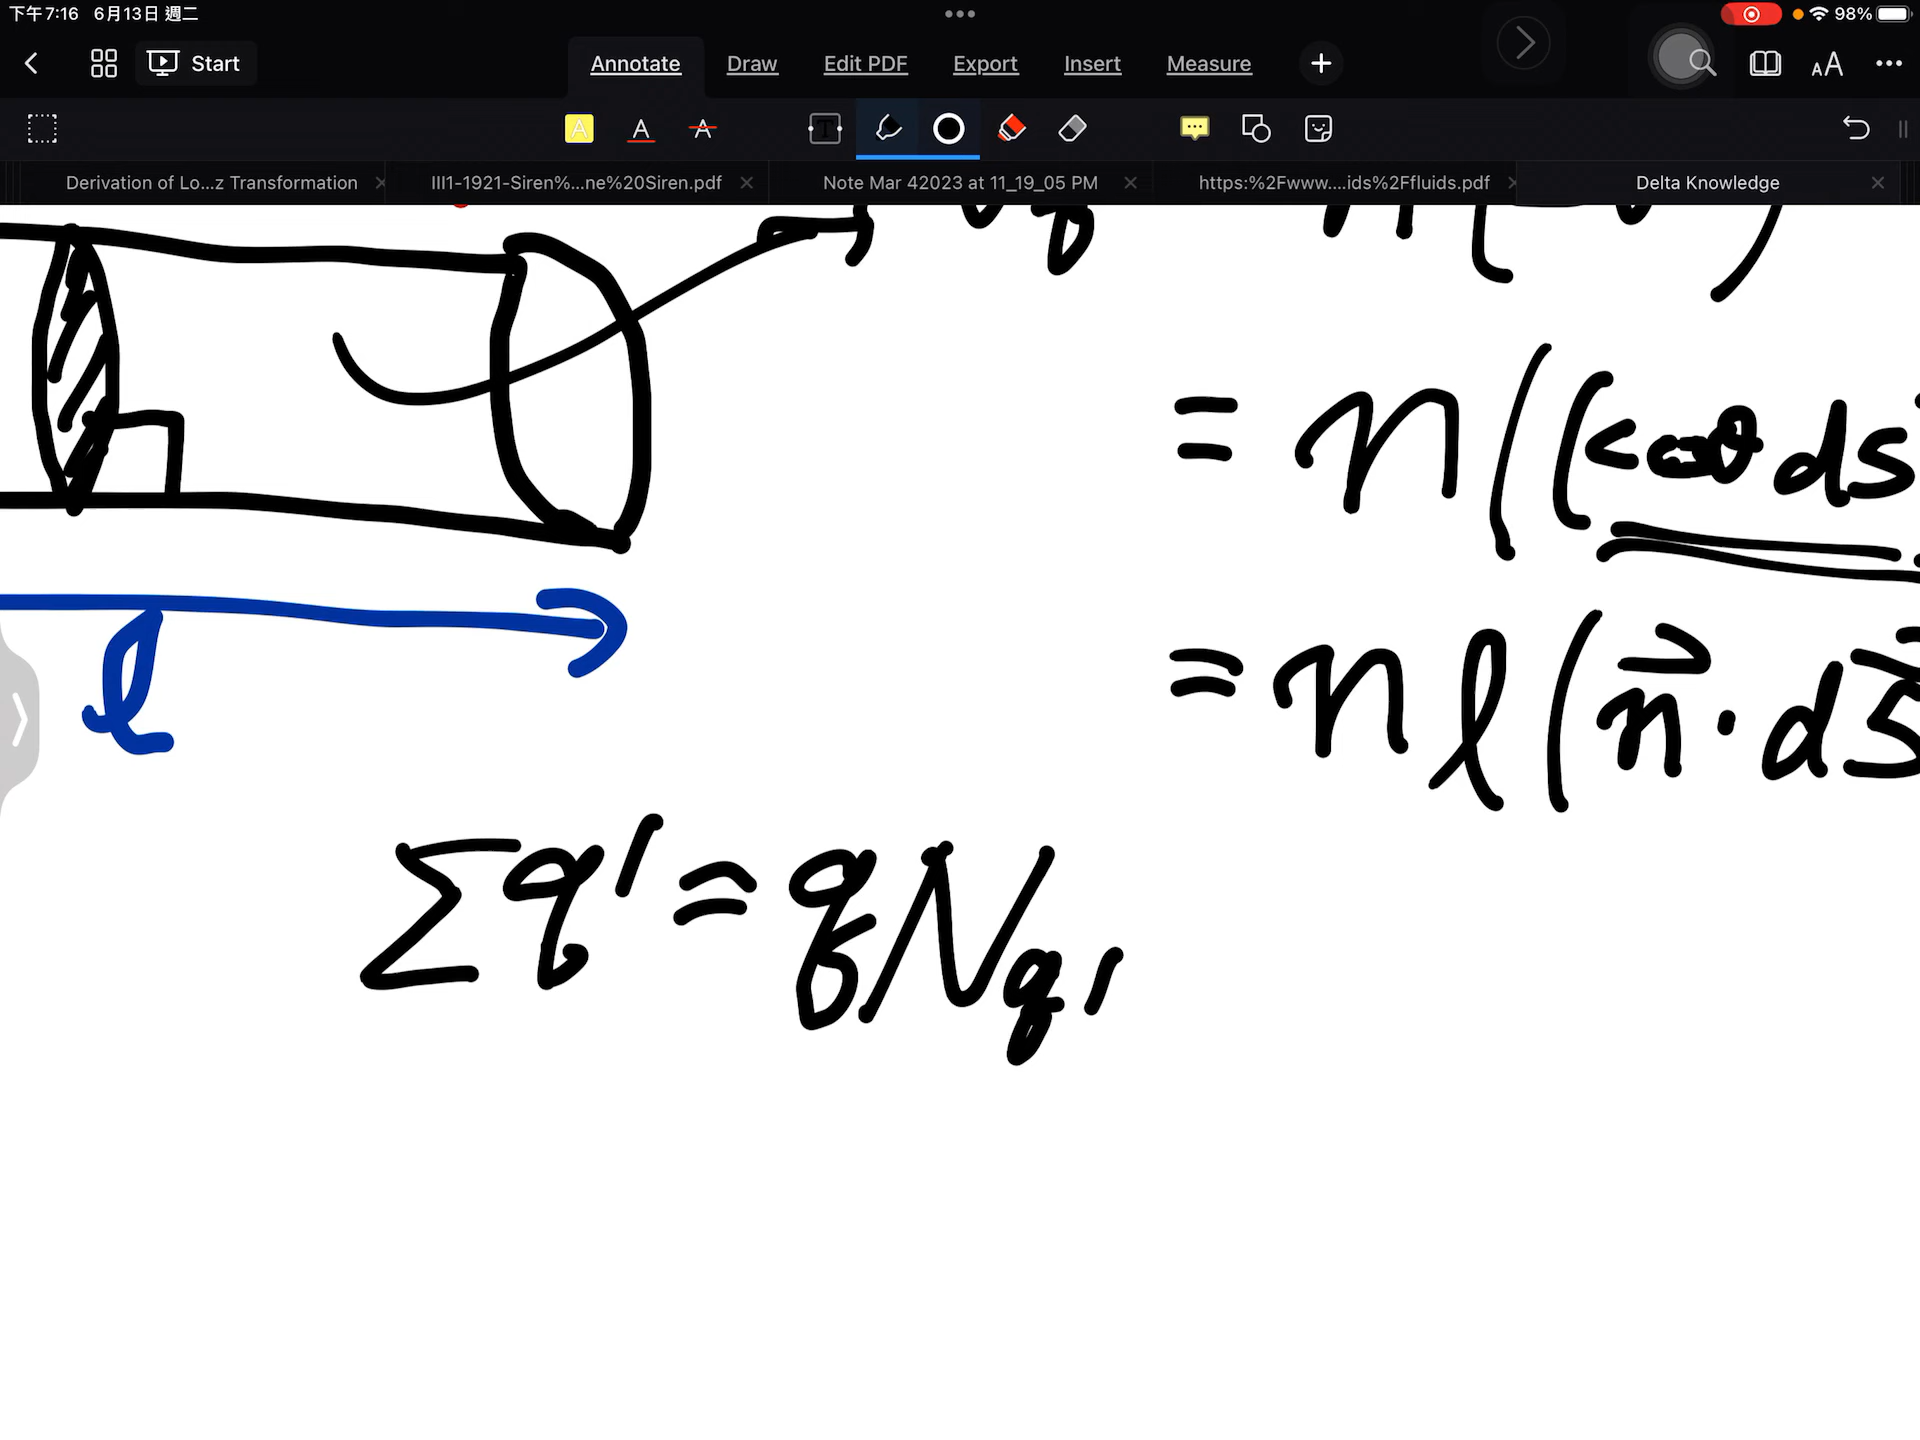 下午7:16 6月13日 週二
98%
Start
Annotate Draw Edit PDF Export Insert Measure
AA
A A A T
Derivation of Lo...z Transformation
III1-1921-Siren%...ne%20Siren.pdf
Note Mar 42023 at 11_19_05 PM
https:%2Fwww....ids%2Ffluids.pdf
Delta Knowledge
= n((cosθ ds
= nl(n⃗·ds⃗
l
Σq' = qN_q'